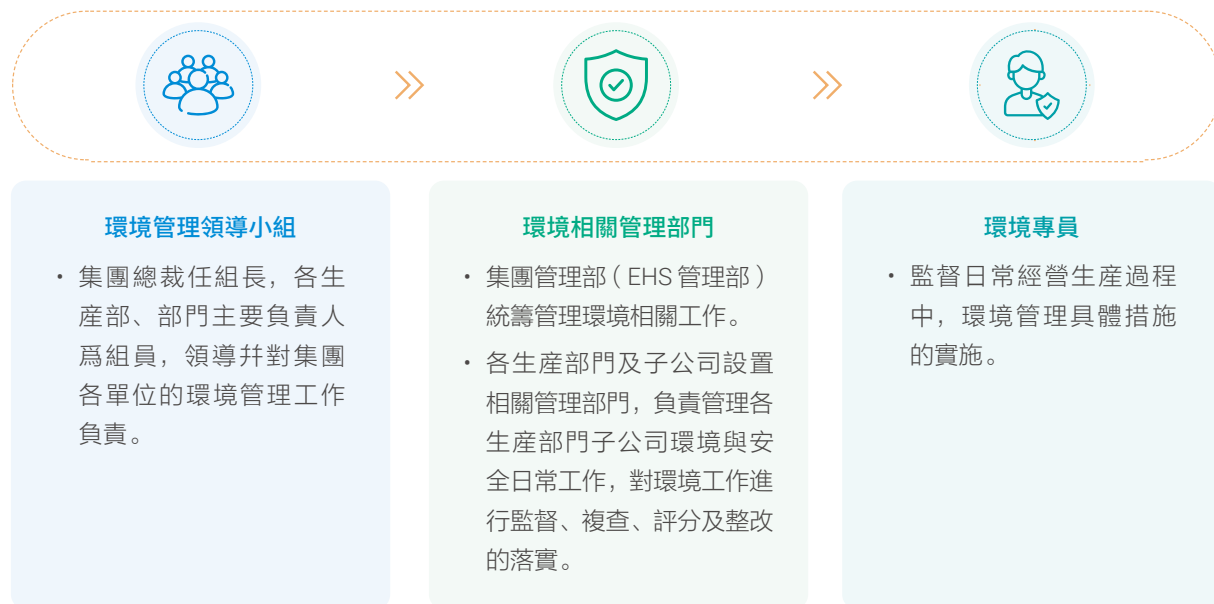 環境管理領導小組
• 集團總裁任組長，各生
産部、部門主要負責人
爲組員，領導幷對集團
各單位的環境管理工作
負責。
環境相關管理部門
• 集團管理部（EHS 管理部）
統籌管理環境相關工作。
• 各生産部門及子公司設置
相關管理部門，負責管理各
生産部門子公司環境與安
全日常工作，對環境工作進
行監督、複查、評分及整改
的落實。
環境專員
• 監督日常經營生産過程
中，環境管理具體措施
的實施。